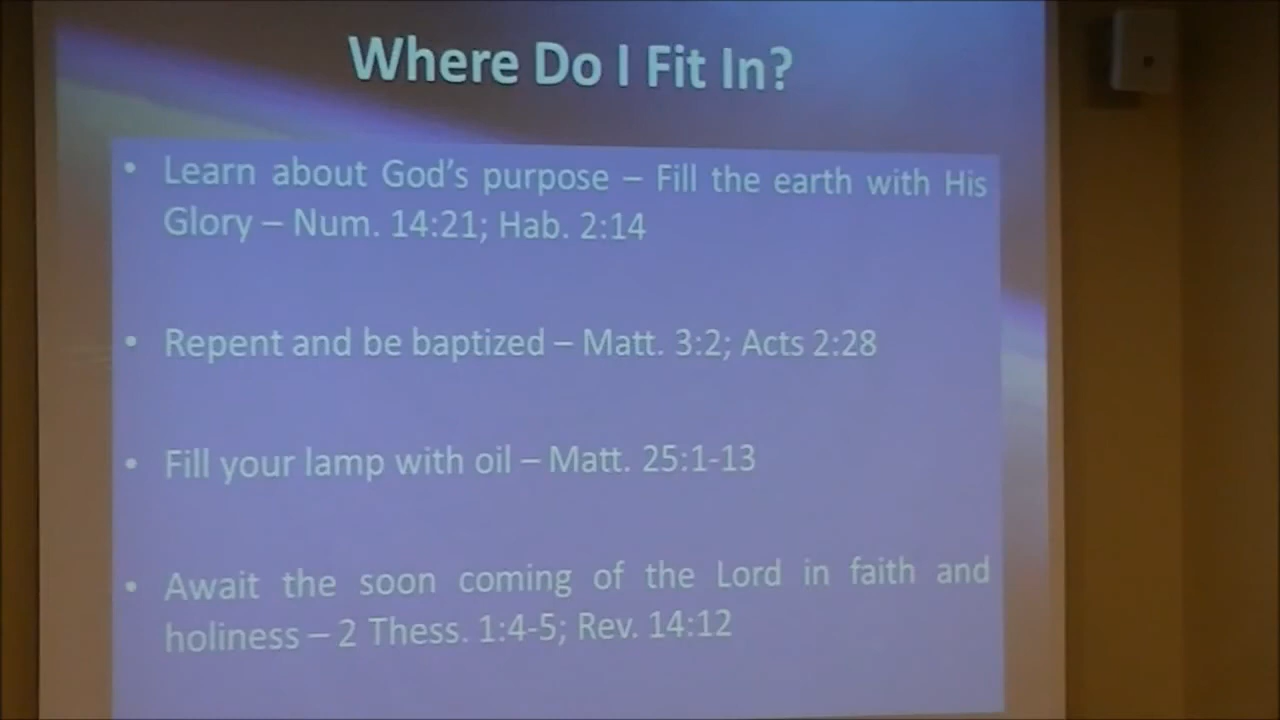 Where Do I Fit In?
• Learn about God's purpose – Fill the earth with His
Glory – Num. 14:21; Hab. 2:14
• Repent and be baptized – Matt. 3:2; Acts 2:28
• Fill your lamp with oil – Matt. 25:1-13
• Await the soon coming of the Lord in faith and
holiness – 2 Thess. 1:4-5; Rev. 14:12